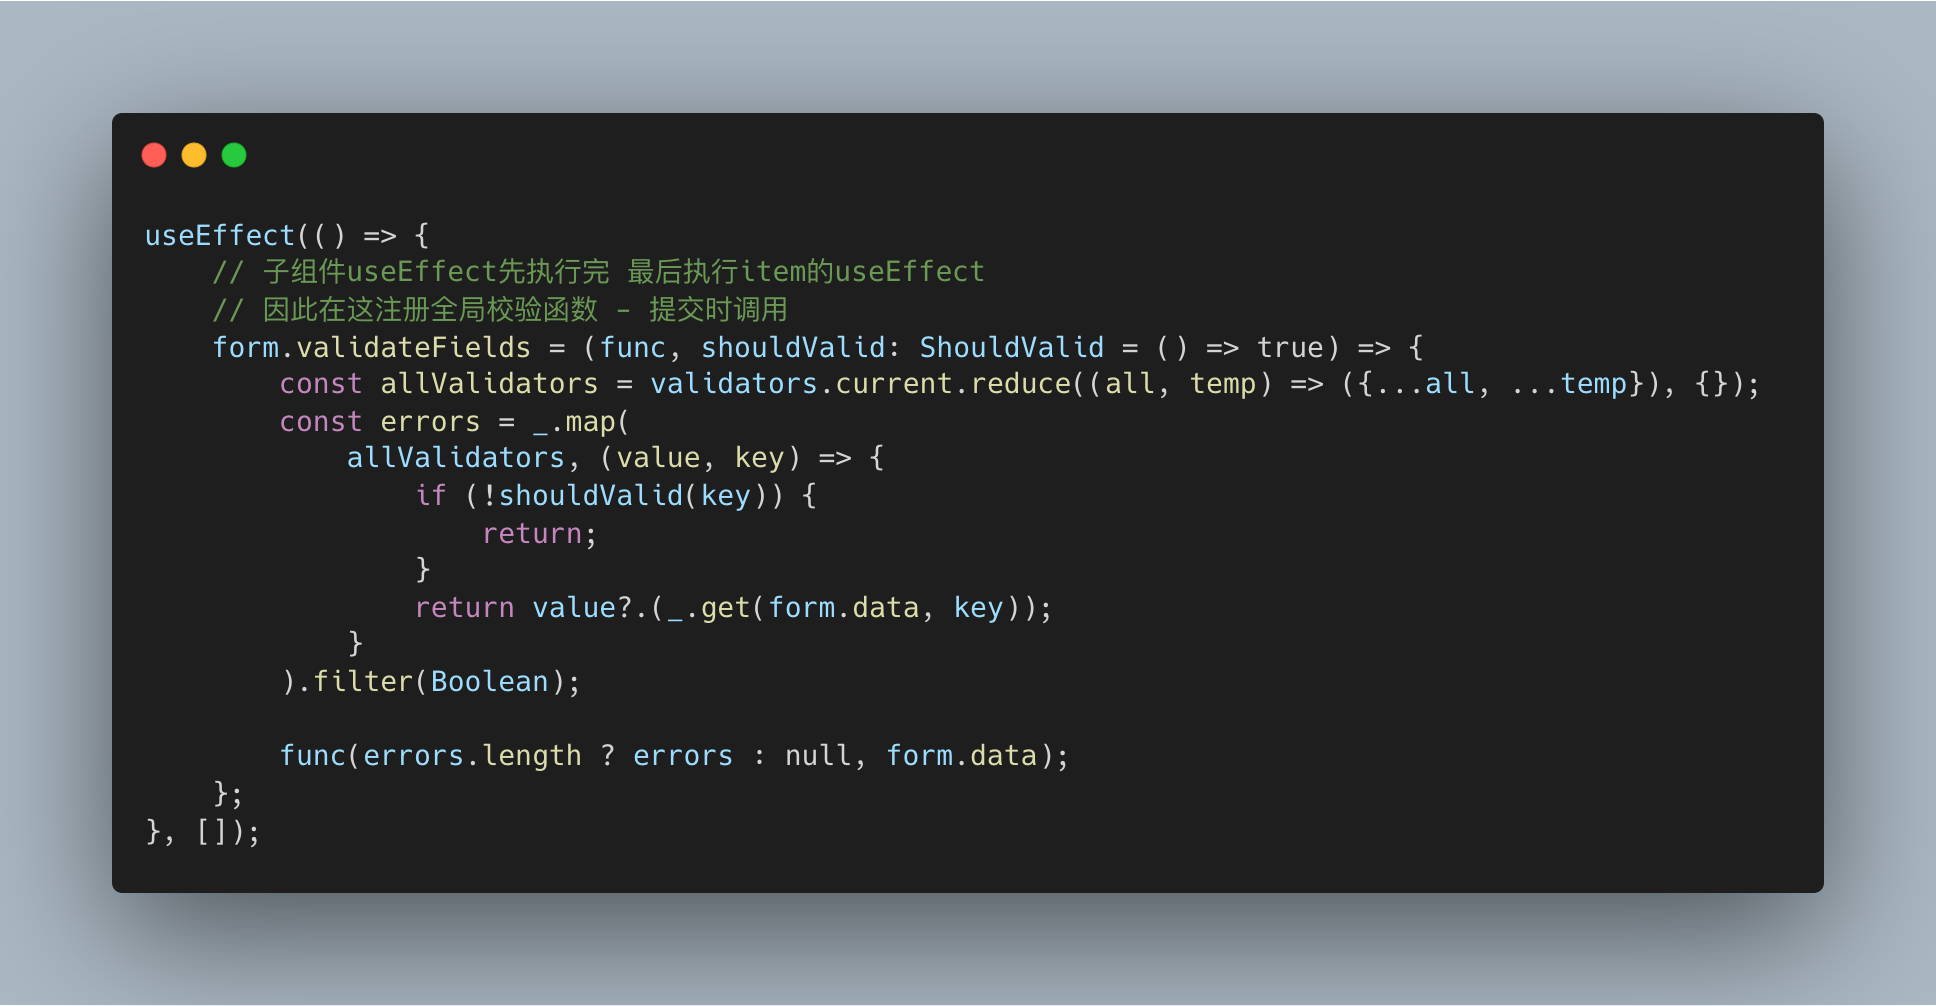 useEffect(() => {
    // 子组件useEffect先执行完 最后执行item的useEffect
    // 因此在这注册全局校验函数 - 提交时调用
    form.validateFields = (func, shouldValid: ShouldValid = () => true) => {
        const allValidators = validators.current.reduce((all, temp) => ({...all, ...temp}), {});
        const errors = _.map(
            allValidators, (value, key) => {
                if (!shouldValid(key)) {
                    return;
                }
                return value?.(_.get(form.data, key));
            }
        ).filter(Boolean);

        func(errors.length ? errors : null, form.data);
    };
}, []);